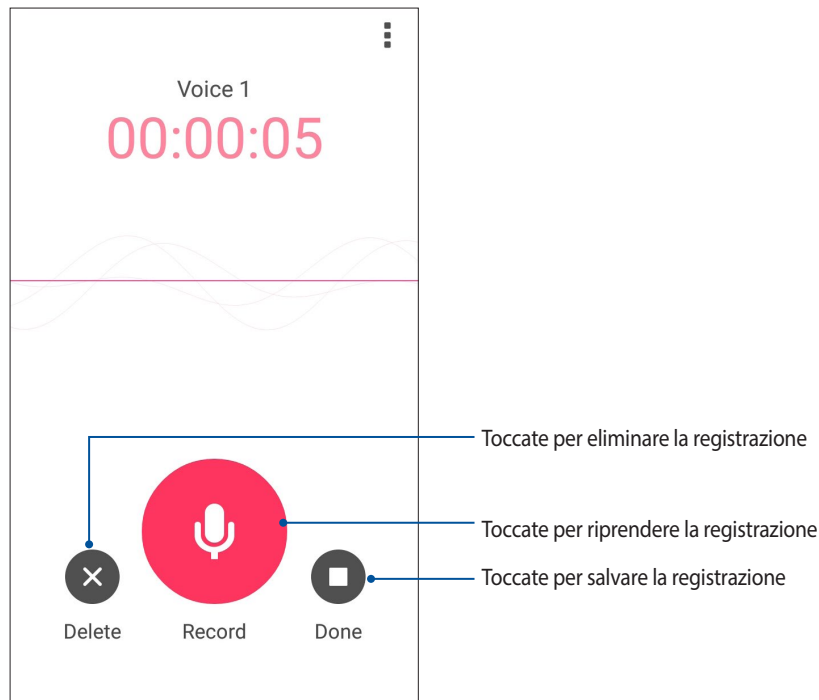 Voice 1
00:00:05
Toccate per eliminare la registrazione
Toccate per riprendere la registrazione
Toccate per salvare la registrazione
Delete
Record
Done